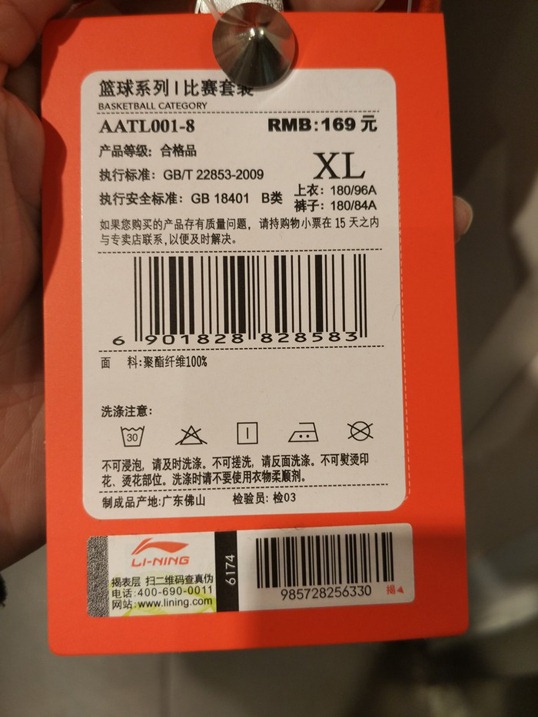 篮球系列 | 比赛套装
BASKETBALL CATEGORY
AATL001-8 RMB:169 元
产品等级: 合格品
执行标准: GB/T 22853-2009
XL
执行安全标准: GB 18401 B类
上衣: 180/96A
裤子: 180/84A
如果您购买的产品存有质量问题, 请持购物小票在 15 天之内
与专卖店联系,以便及时解决。
6 901828 828583
面 料:聚酯纤维100%
洗涤注意:
30
不可浸泡, 请及时洗涤。不可搓洗, 请反面洗涤。不可熨烫印
花、烫花部位。洗涤时请不要使用衣物柔顺剂。
制成品产地:广东佛山 检验员: 检03
LI-NING
揭表层 扫二维码查真伪
电话:400-690-0011
网站:www.lining.com
6174
985728256330
揭